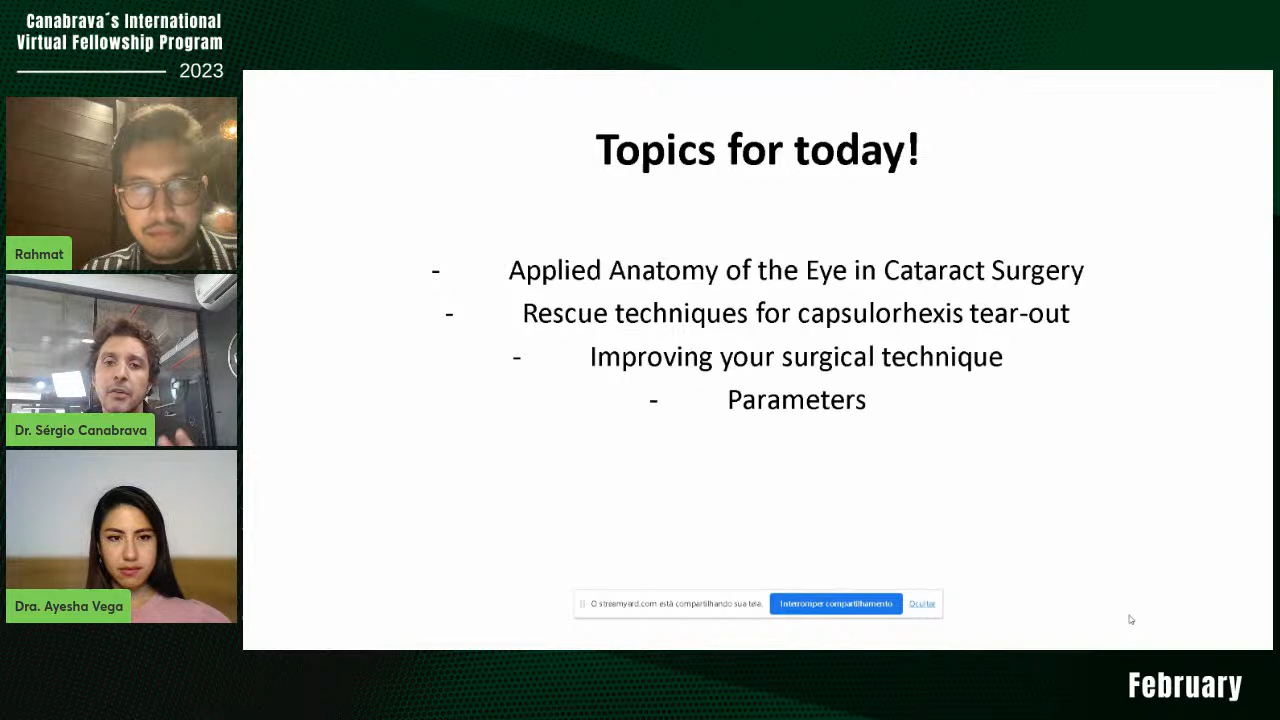 Canabrava´s International
Virtual Fellowship Program
2023
Rahmat
Dr. Sérgio Canabrava
Dra. Ayesha Vega
Topics for today!
- Applied Anatomy of the Eye in Cataract Surgery
- Rescue techniques for capsulorhexis tear-out
- Improving your surgical technique
- Parameters
O streamyard.com está compartilhando sua tela. Interromper compartilhamento Ocultar
February